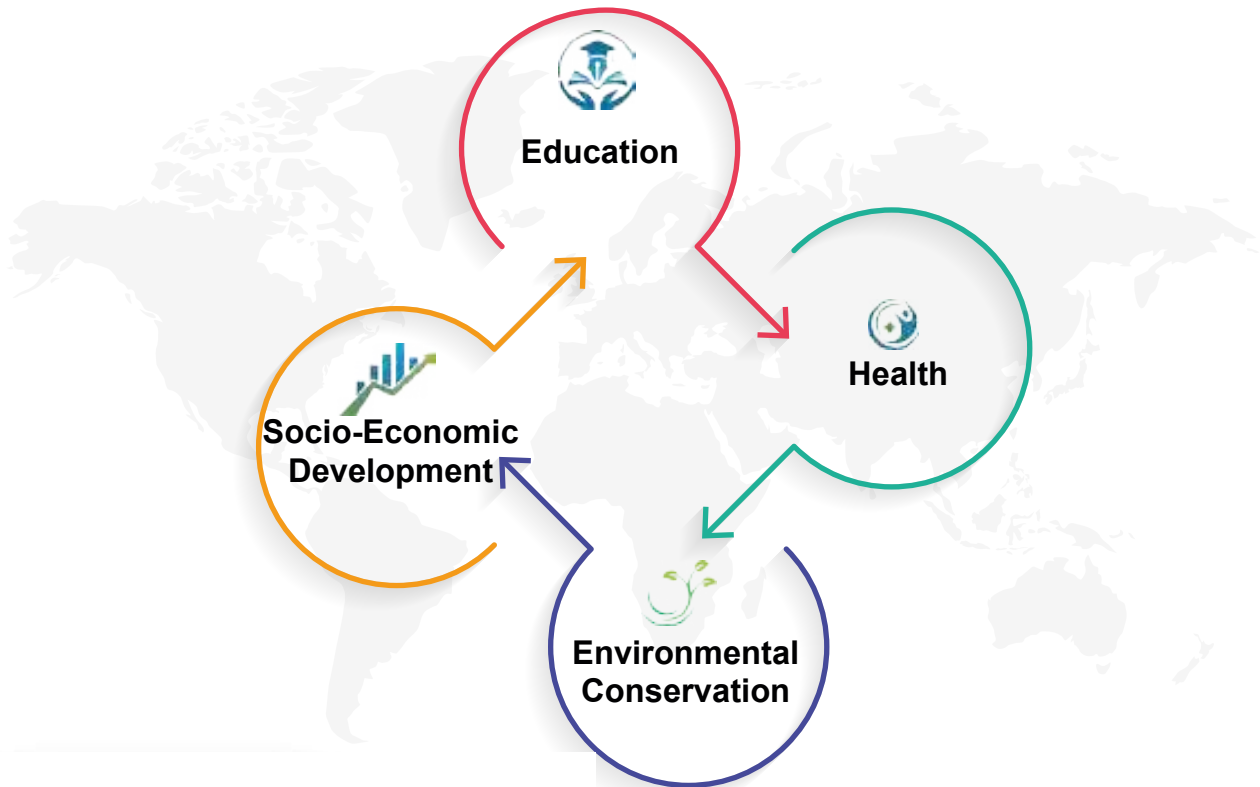 Education
Health
Socio-Economic
Development
Environmental
Conservation